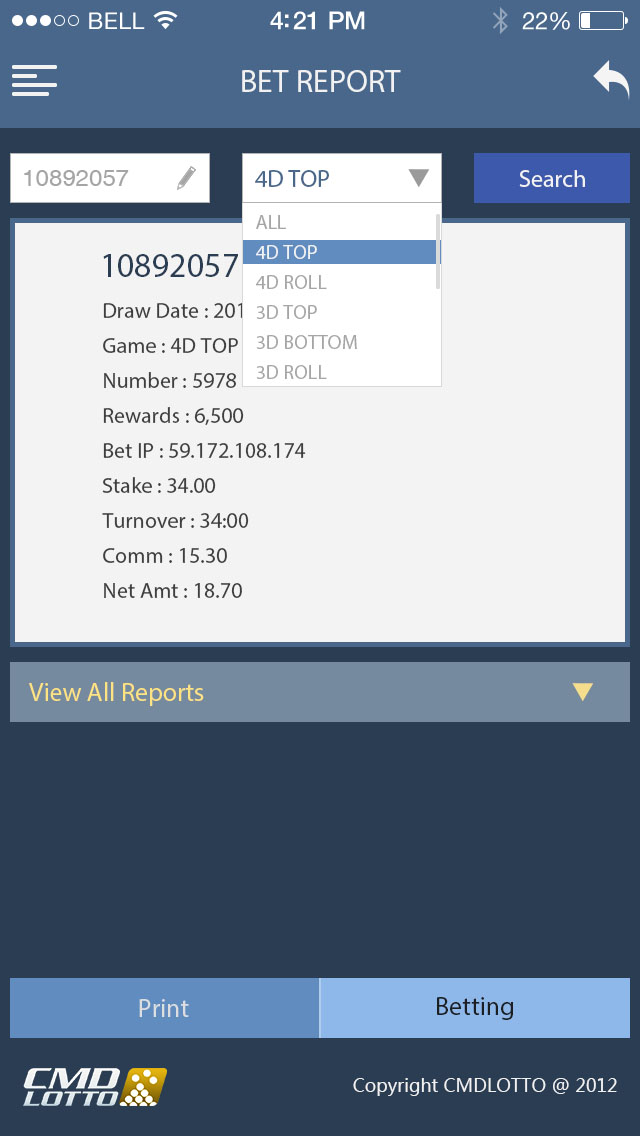 BELL 4:21 PM 22%
BET REPORT
10892057 4D TOP Search
ALL
4D TOP
4D ROLL
3D TOP
3D BOTTOM
3D ROLL
10892057
Draw Date : 201
Game : 4D TOP
Number : 5978
Rewards : 6,500
Bet IP : 59.172.108.174
Stake : 34.00
Turnover : 34:00
Comm : 15.30
Net Amt : 18.70
View All Reports
Print Betting
CMD
LOTTO
Copyright CMDLOTTO @ 2012